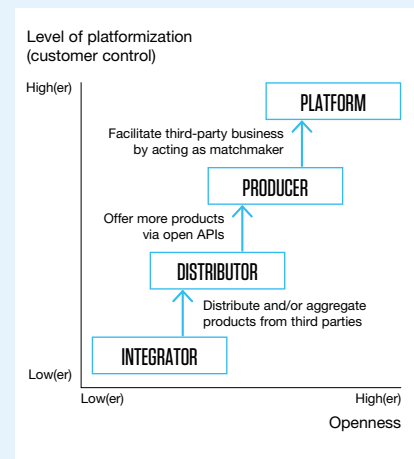 Level of platformization
(customer control)
High(er)
PLATFORM
Facilitate third-party business
by acting as matchmaker
PRODUCER
Offer more products
via open APIs
DISTRIBUTOR
Distribute and/or aggregate
products from third parties
INTEGRATOR
Low(er)
Low(er)
High(er)
Openness